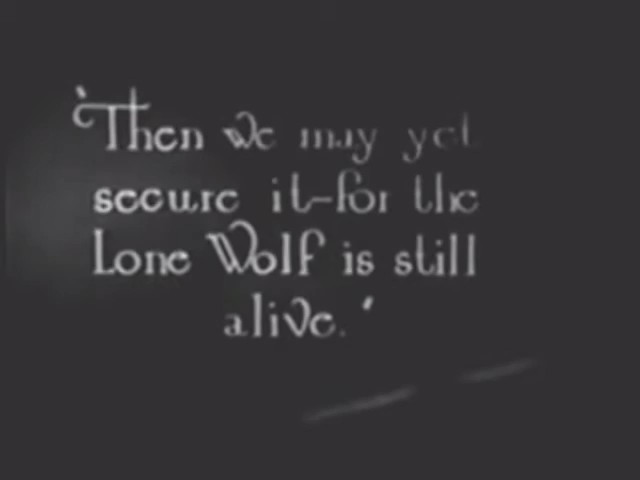 'Then we may yet
secure it-for the
Lone Wolf is still
alive.'